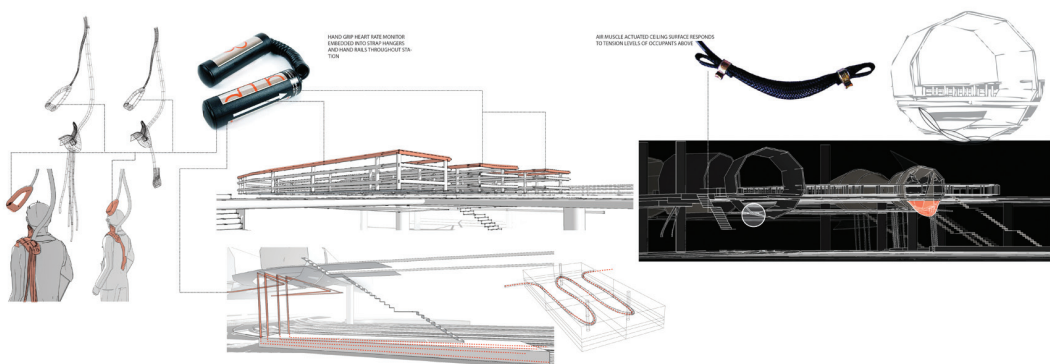 HAND GRIP HEART RATE MONITOR
EMBEDDED INTO STRAP HANGERS
AND HAND RAILS THROUGHOUT STA-
TION
AIR MUSCLE ACTUATED CEILING SURFACE RESPONDS
TO TENSION LEVELS OF OCCUPANTS ABOVE